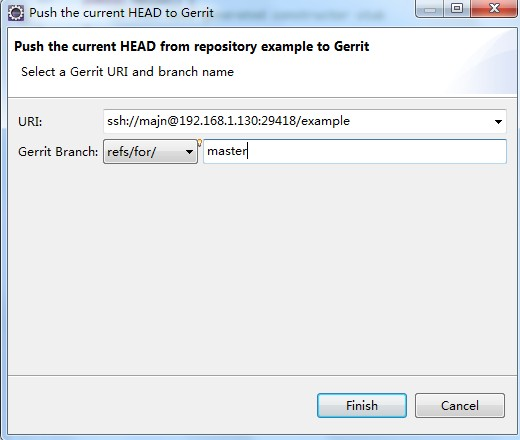 Push the current HEAD to Gerrit
Push the current HEAD from repository example to Gerrit
Select a Gerrit URI and branch name
URI: ssh://majn@192.168.1.130:29418/example
Gerrit Branch: refs/for/ master
Finish Cancel